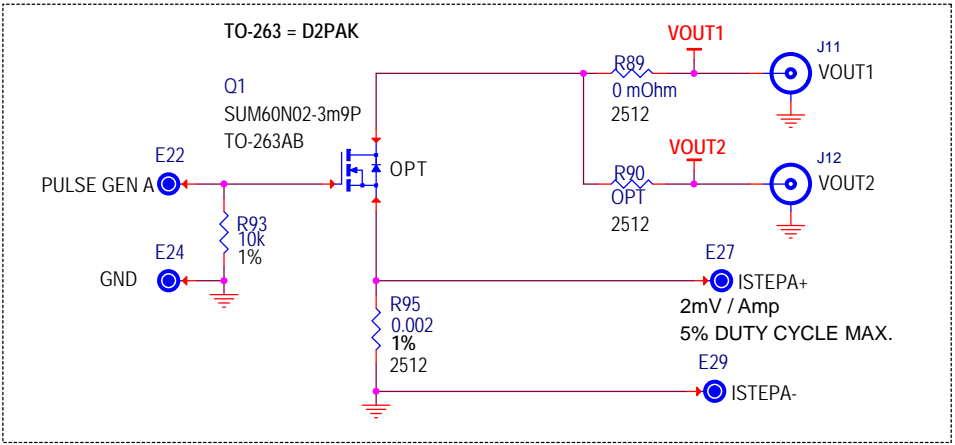 TO-263 = D2PAK
Q1
SUM60N02-3m9P
TO-263AB
OPT
E22
PULSE GEN A
R93
10k
1%
E24
GND
VOUT1
R89
0 mOhm
2512
J11
VOUT1
VOUT2
R90
OPT
2512
J12
VOUT2
E27
ISTEPA+
2mV / Amp
5% DUTY CYCLE MAX.
R95
0.002
1%
2512
E29
ISTEPA-